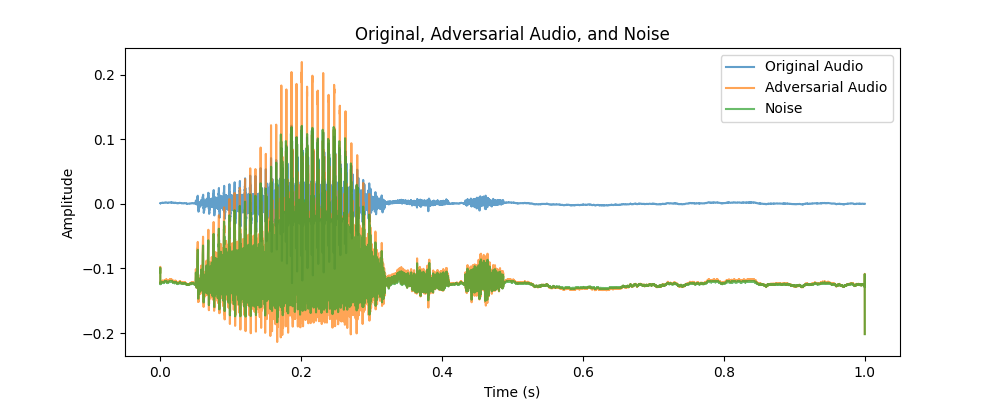 Original, Adversarial Audio, and Noise
Original Audio
Adversarial Audio
Noise
Amplitude
0.2
0.1
0.0
−0.1
−0.2
0.0 0.2 0.4 0.6 0.8 1.0
Time (s)